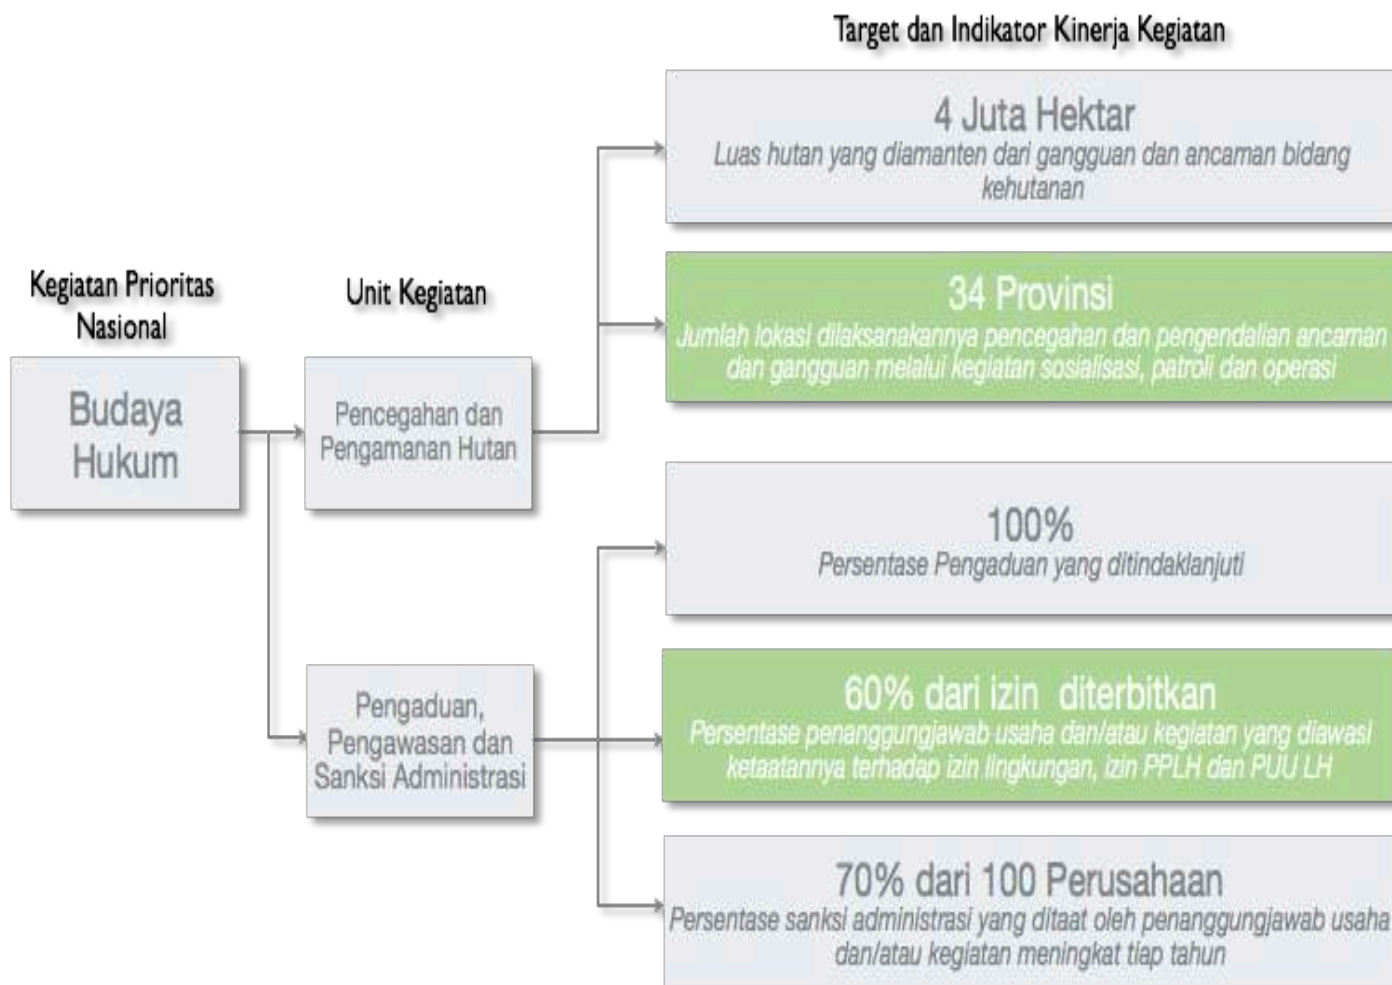 Target dan Indikator Kinerja Kegiatan
4 Juta Hektar
Luas hutan yang diamanten dari gangguan dan ancaman bidang
kehutanan
34 Provinsi
Jumlah lokasi dilaksanakannya pencegahan dan pengendalian ancaman
dan gangguan melalui kegiatan sosialisasi, patroli dan operasi
Kegiatan Prioritas
Nasional
Unit Kegiatan
Budaya
Hukum
Pencegahan dan
Pengamanan Hutan
100%
Persentase Pengaduan yang ditindaklanjuti
Pengaduan,
Pengawasan dan
Sanksi Administrasi
60% dari izin diterbitkan
Persentase penanggungjawab usaha dan/atau kegiatan yang diawasi
ketaatannya terhadap izin lingkungan, izin PPLH dan PUU LH
70% dari 100 Perusahaan
Persentase sanksi administrasi yang ditaat oleh penanggungjawab usaha
dan/atau kegiatan meningkat tiap tahun